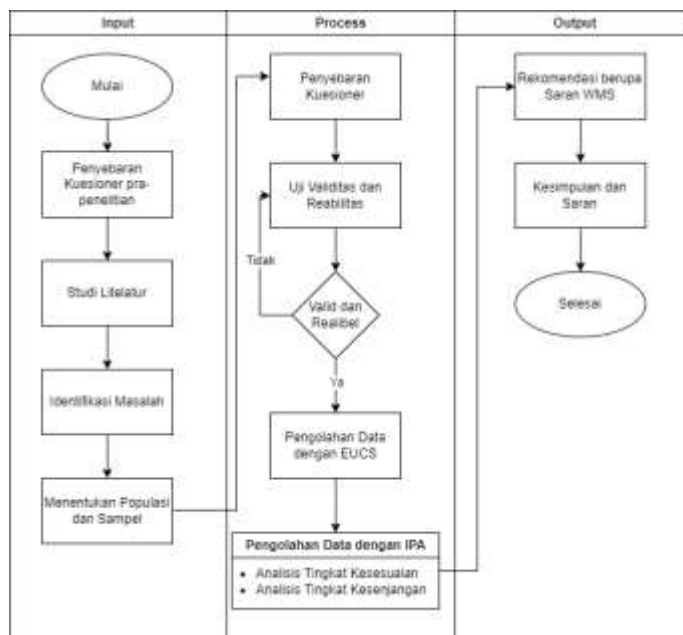 Input
Mulai
Penyebaran
Kuesioner pra-
penelitian
Studi Litelatur
Identifikasi Masalah
Menentukan Populasi
dan Sampel
Process
Penyebaran
Kuesioner
Uji Validitas dan
Reabilitas
Tidak
Valid dan
Realibel
Ya
Pengolahan Data
dengan EUCS
Pengolahan Data dengan IPA
• Analisis Tingkat Kesesuaian
• Analisis Tingkat Kesenjangan
Output
Rekomendasi berupa
Saran WMS
Kesimpulan dan
Saran
Selesai